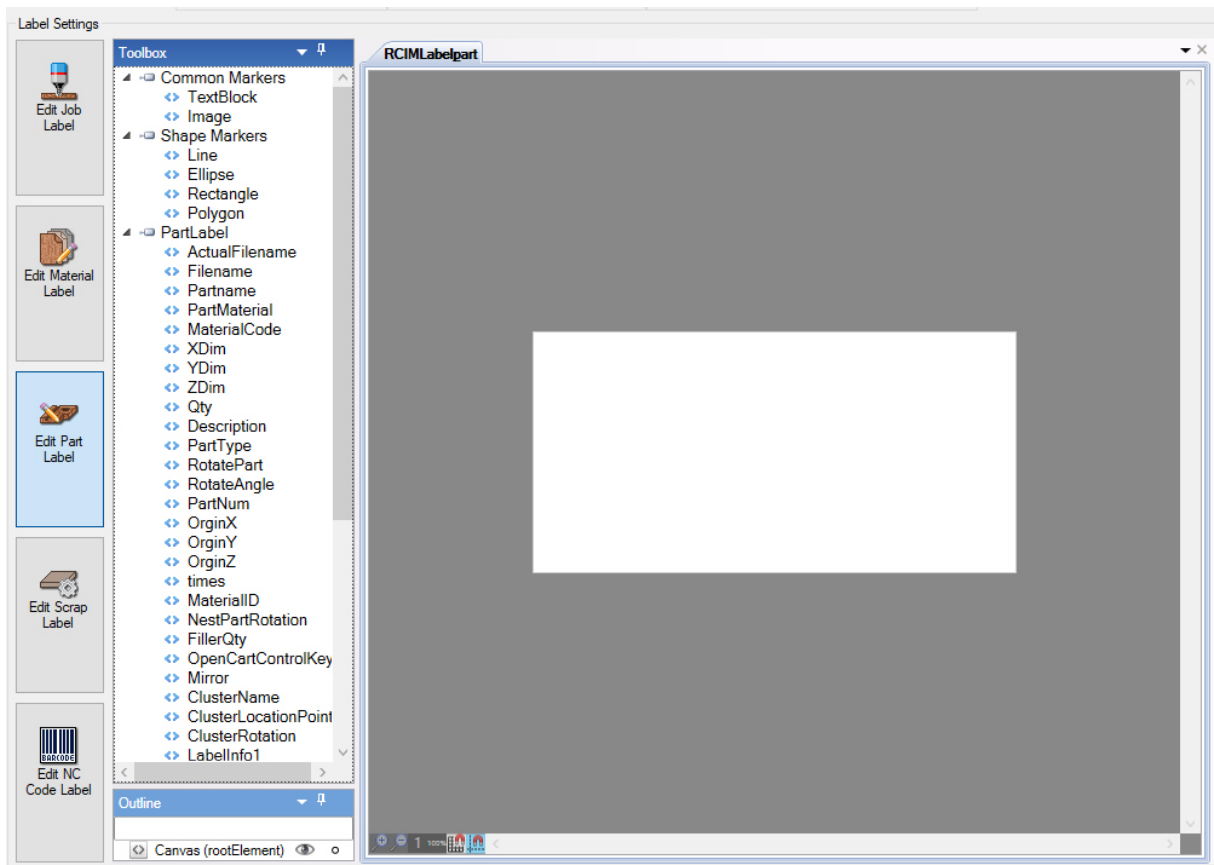 Label Settings
Edit Job
Label
Edit Material
Label
Edit Part
Label
Edit Scrap
Label
BARCODE
Edit NC
Code Label
Toolbox
Common Markers
TextBlock
Image
Shape Markers
Line
Ellipse
Rectangle
Polygon
PartLabel
ActualFilename
Filename
Partname
PartMaterial
MaterialCode
XDim
YDim
ZDim
Qty
Description
PartType
RotatePart
RotateAngle
PartNum
OrginX
OrginY
OrginZ
times
MaterialID
NestPartRotation
FillerQty
OpenCartControlKey
Mirror
ClusterName
ClusterLocationPoint
ClusterRotation
LabelInfo1
Outline
Canvas (rootElement)
RCIMLabelpart
1 100%